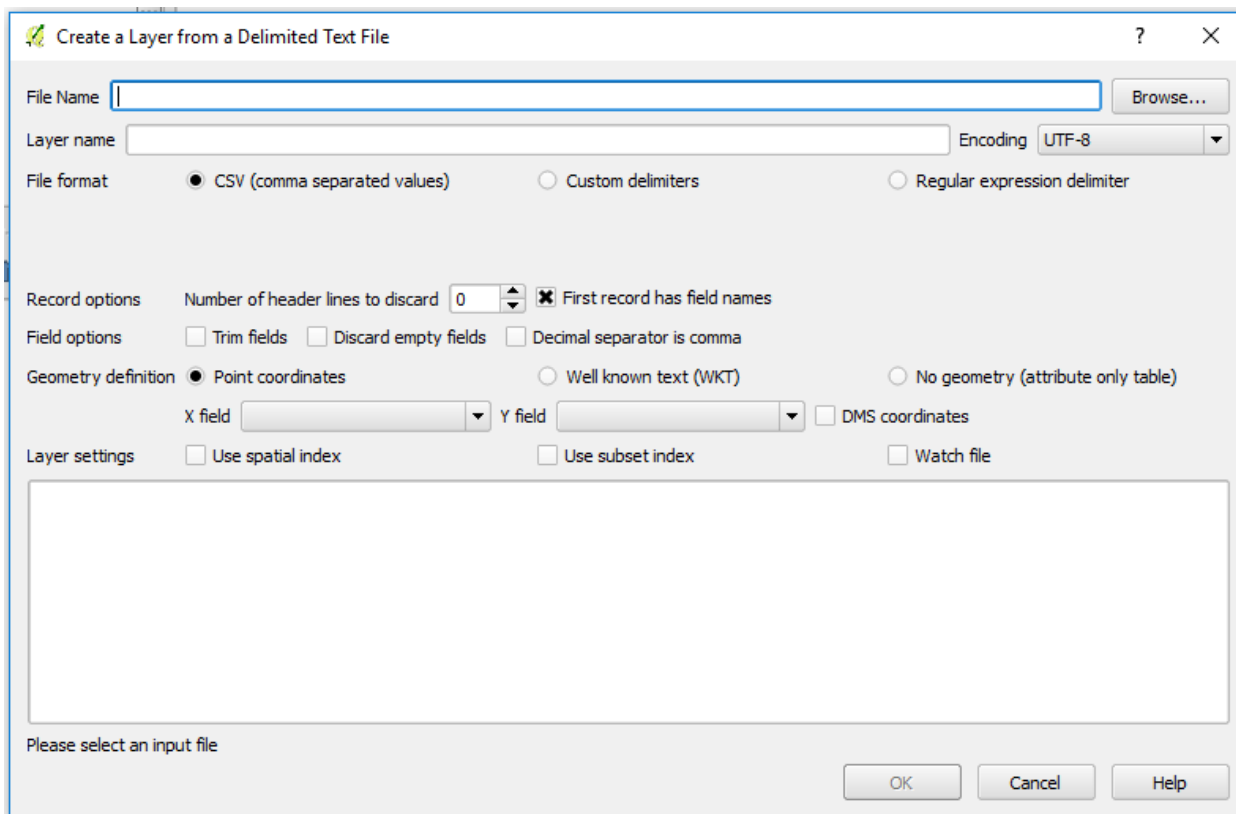 Create a Layer from a Delimited Text File ?
File Name Browse...
Layer name Encoding UTF-8
File format CSV (comma separated values) Custom delimiters Regular expression delimiter
Record options Number of header lines to discard 0 First record has field names
Field options Trim fields Discard empty fields Decimal separator is comma
Geometry definition Point coordinates Well known text (WKT) No geometry (attribute only table)
X field Y field DMS coordinates
Layer settings Use spatial index Use subset index Watch file
Please select an input file
OK Cancel Help